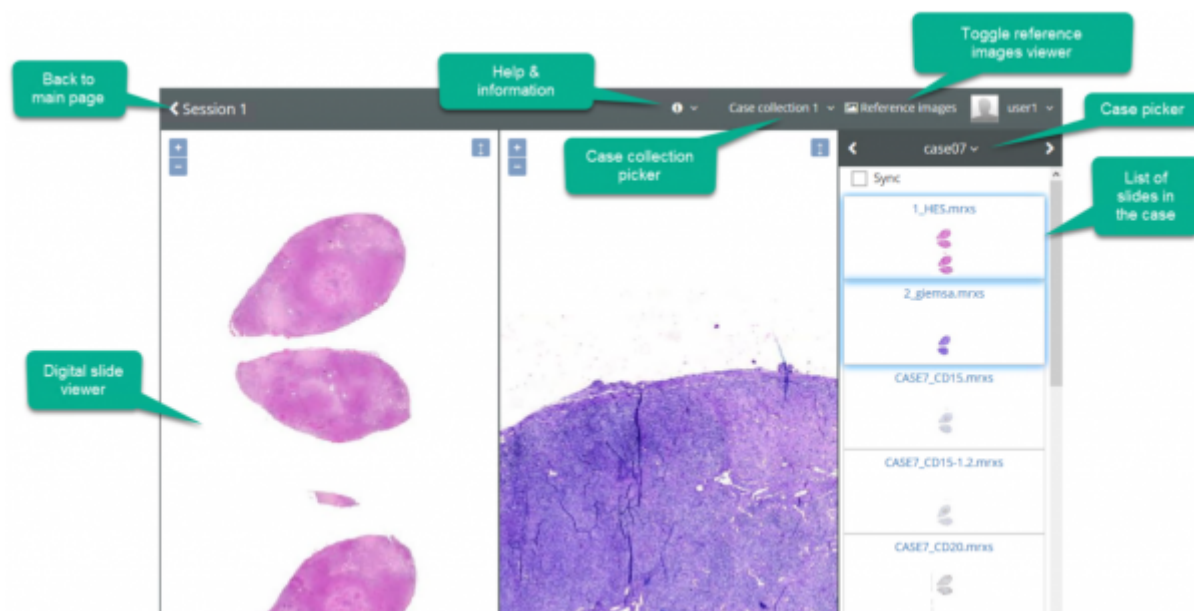 Toggle reference
images viewer
Back to
main page
Help &
information
Session 1
Case collection 1
Reference images
user1
Case picker
Case collection
picker
case07
Sync
List of
slides in
the case
1_HES.mrxs
2_giemsa.mrxs
Digital slide
viewer
CASE7_CD15.mrxs
CASE7_CD15-1.2.mrxs
CASE7_CD20.mrxs